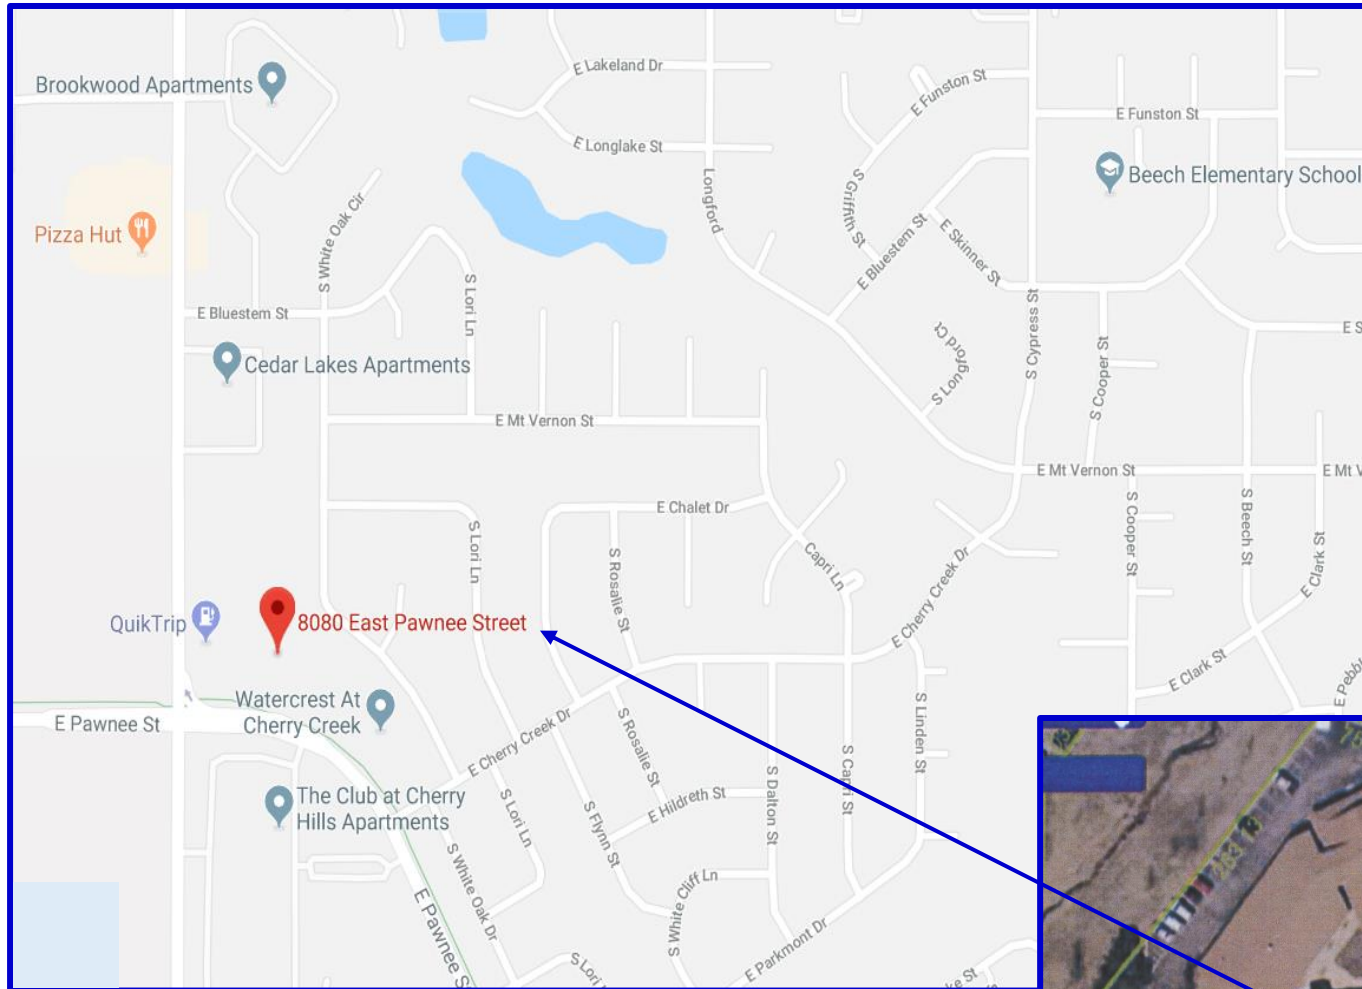 Brookwood Apartments
E Lakeland Dr
E Funston St
E Funston St
E Longlake St
Beech Elementary School
Longford
S Griffith St
Pizza Hut
S White Oak Cir
E Bluestem St
E Skinner St
S Lori Ln
E Bluestem St
S Cypress St
E S
S Longford Ct
S Cooper St
Cedar Lakes Apartments
E Mt Vernon St
E Mt Vernon St
E Mt V
E Chalet Dr
S Cooper St
S Beech St
S Lori Ln
S Rosalie St
Capri Ln
E Cherry Creek Dr
E Clark St
QuikTrip
8080 East Pawnee Street
E Clark St
E Pebbl
Watercrest At
Cherry Creek
E Pawnee St
E Cherry Creek Dr
S Rosalie St
S Linden St
The Club at Cherry
Hills Apartments
S Lori Ln
S Flynn St
E Hildreth St
S Dalton St
S Capri St
283.13
S White Oak Dr
S White Cliff Ln
E Pawnee S
E Parkmont Dr
S Lori
ke St